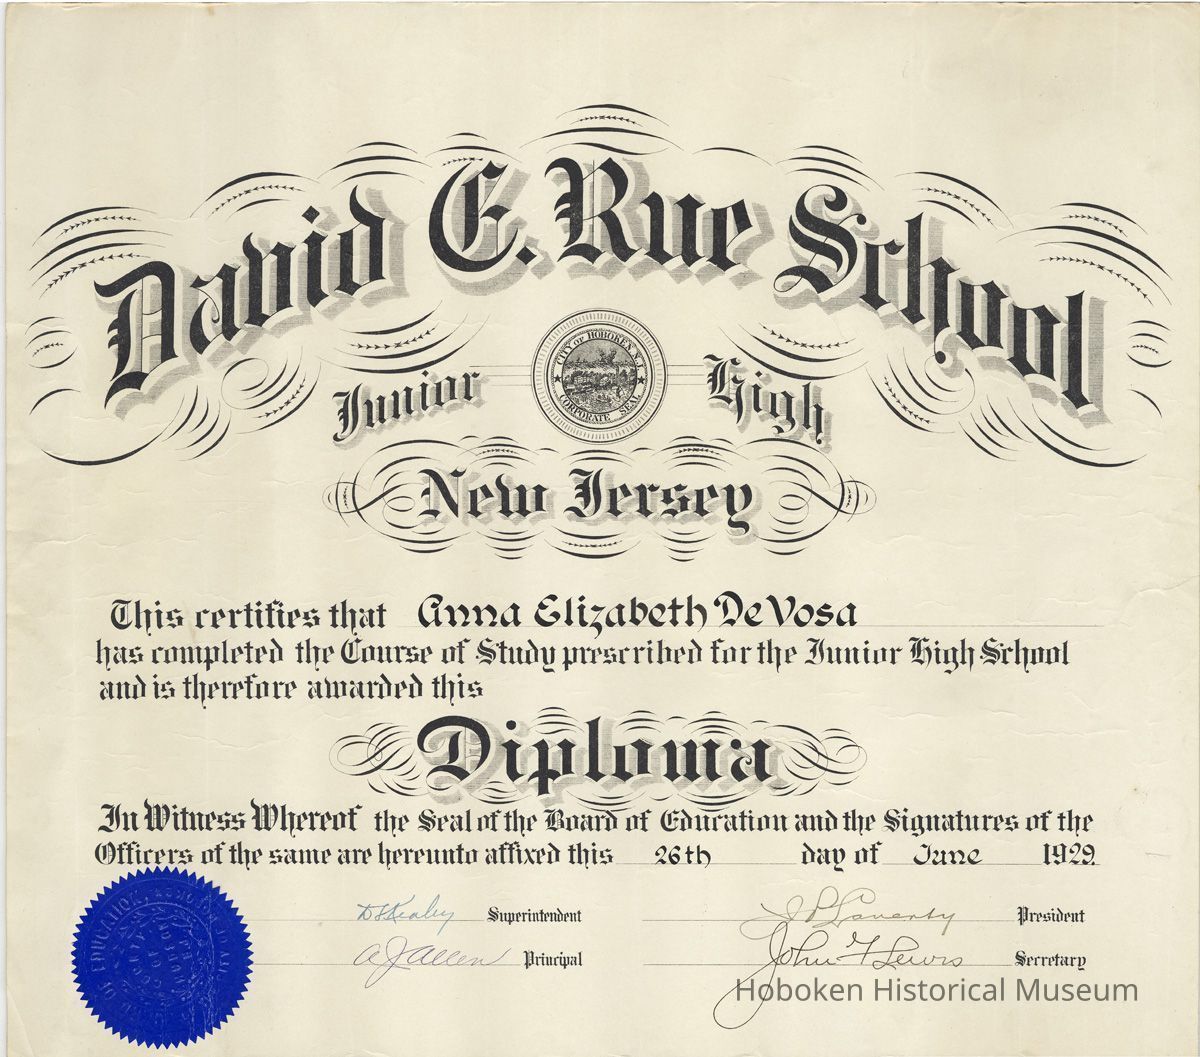 David E. Rue School
Junior High
CITY OF HOBOKEN N.J.
CORPORATE SEAL
New Jersey
This certifies that Anna Elizabeth DeVosa
has completed the Course of Study prescribed for the Junior High School
and is therefore awarded this
Diploma
In Witness Whereof the Seal of the Board of Education and the Signatures of the
Officers of the same are hereunto affixed this 26th day of June 1929.
Superintendent President
A J Allen Principal John F Lewis Secretary
Hoboken Historical Museum